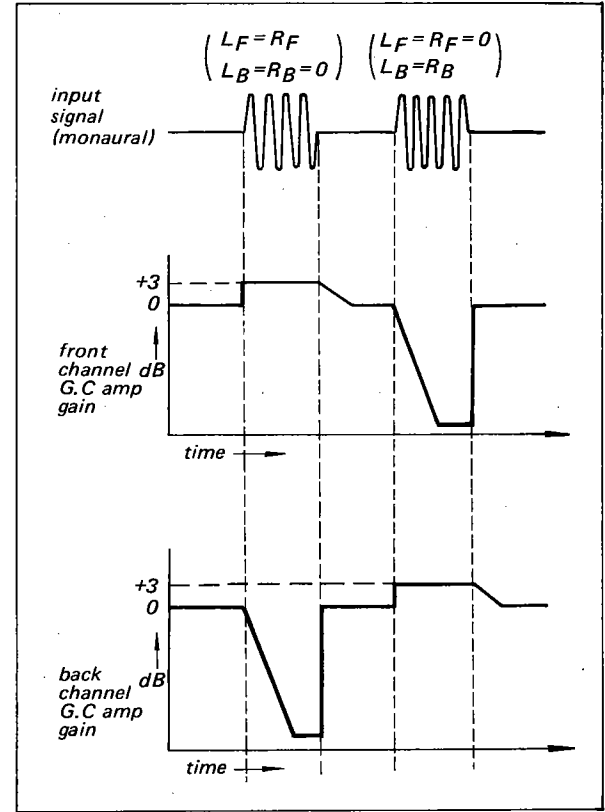 ( L_F = R_F
L_B = R_B = 0 )
( L_F = R_F = 0
L_B = R_B )
input
signal
(monaural)
+3
0
front
channel dB
G.C amp
gain
time
+3
0
back
channel dB
G.C amp
gain
time